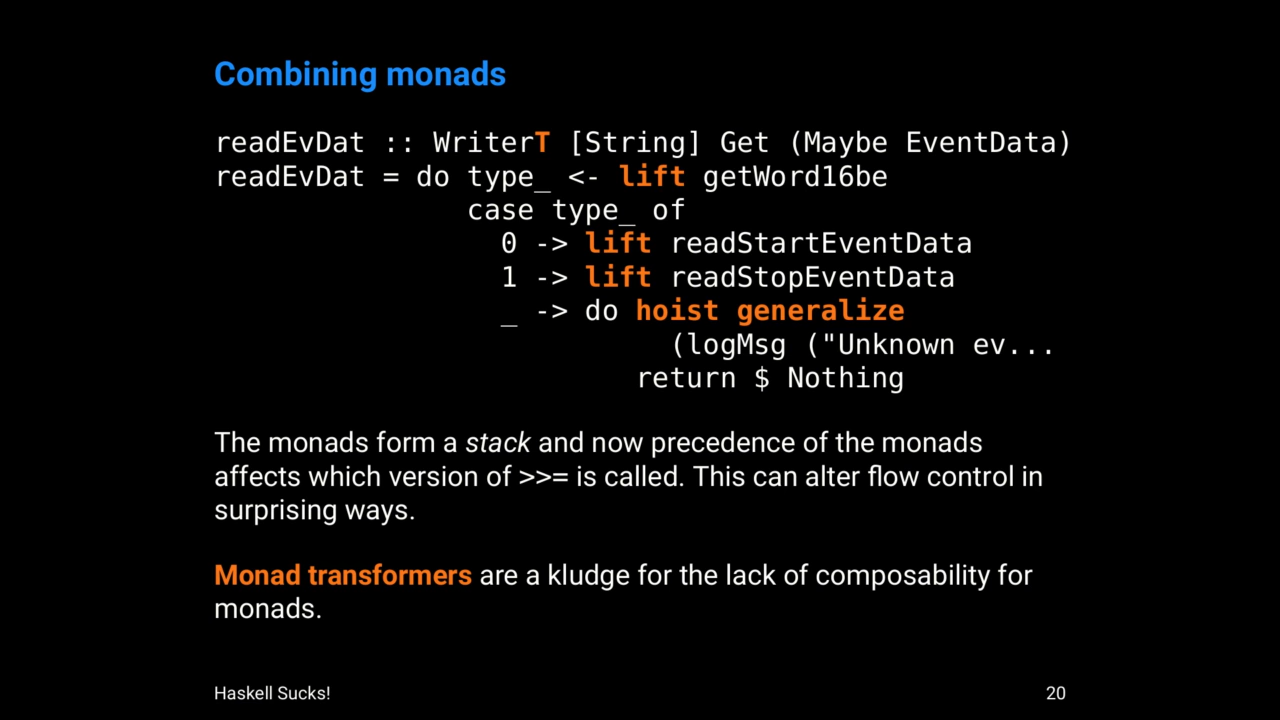 Combining monads
readEvDat :: WriterT [String] Get (Maybe EventData)
readEvDat = do type_ <- lift getWord16be
case type_ of
0 -> lift readStartEventData
1 -> lift readStopEventData
_ -> do hoist generalize
(logMsg ("Unknown ev...
return $ Nothing
The monads form a stack and now precedence of the monads
affects which version of >>= is called. This can alter flow control in
surprising ways.
Monad transformers are a kludge for the lack of composability for
monads.
Haskell Sucks!
20